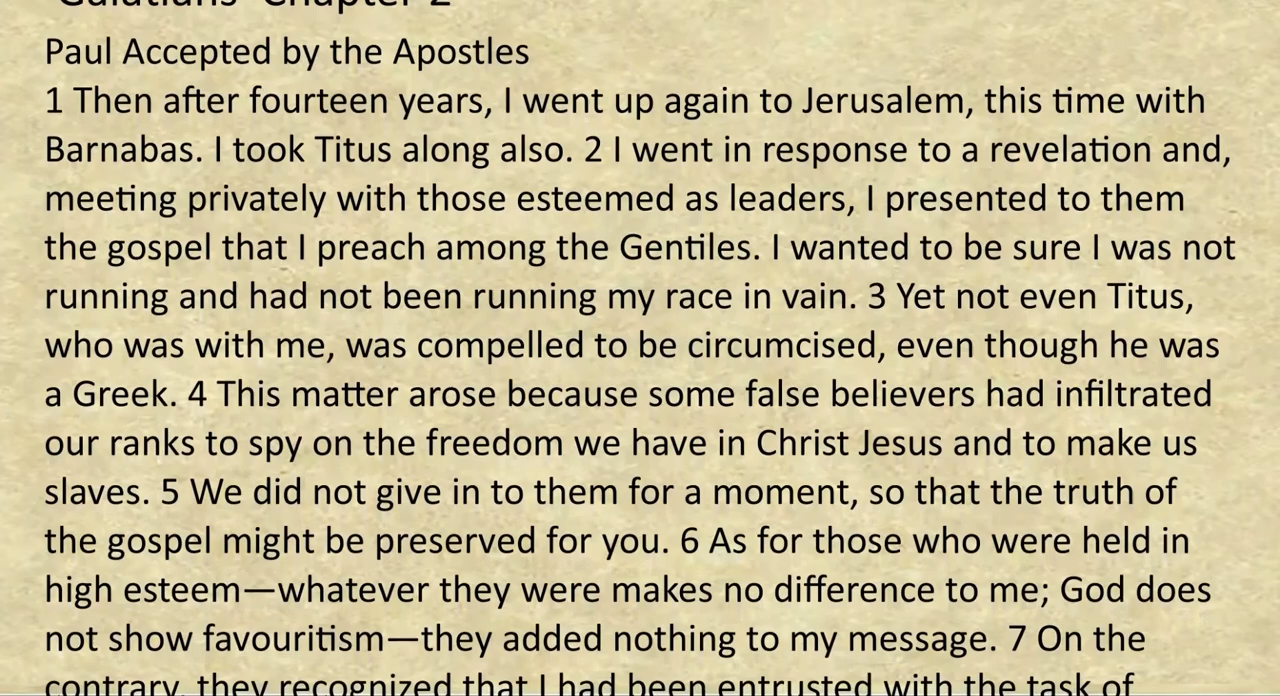 Galatians Chapter 2
Paul Accepted by the Apostles
1 Then after fourteen years, I went up again to Jerusalem, this time with
Barnabas. I took Titus along also. 2 I went in response to a revelation and,
meeting privately with those esteemed as leaders, I presented to them
the gospel that I preach among the Gentiles. I wanted to be sure I was not
running and had not been running my race in vain. 3 Yet not even Titus,
who was with me, was compelled to be circumcised, even though he was
a Greek. 4 This matter arose because some false believers had infiltrated
our ranks to spy on the freedom we have in Christ Jesus and to make us
slaves. 5 We did not give in to them for a moment, so that the truth of
the gospel might be preserved for you. 6 As for those who were held in
high esteem—whatever they were makes no difference to me; God does
not show favouritism—they added nothing to my message. 7 On the
contrary, they recognized that I had been entrusted with the task of